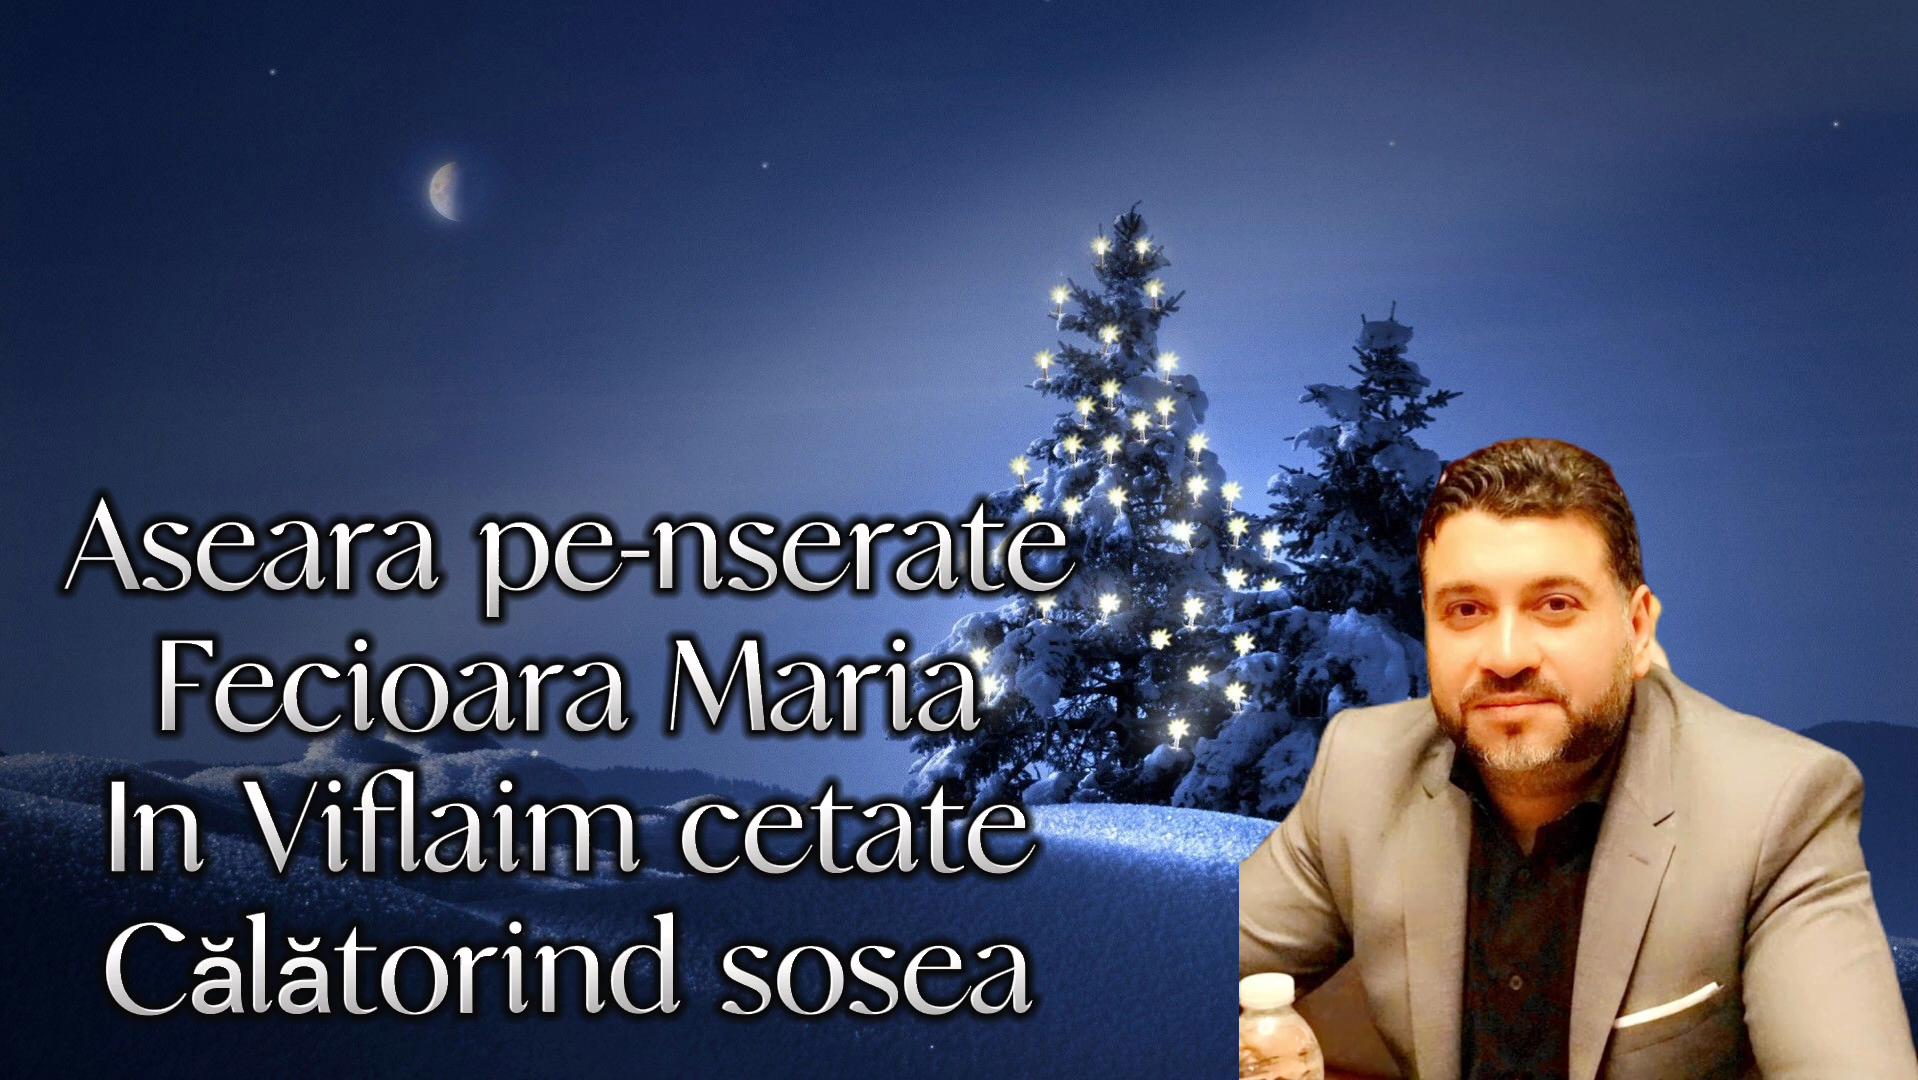 Aseara pe-nserate
Fecioara Maria
In Viflaim cetate
Călătorind sosea